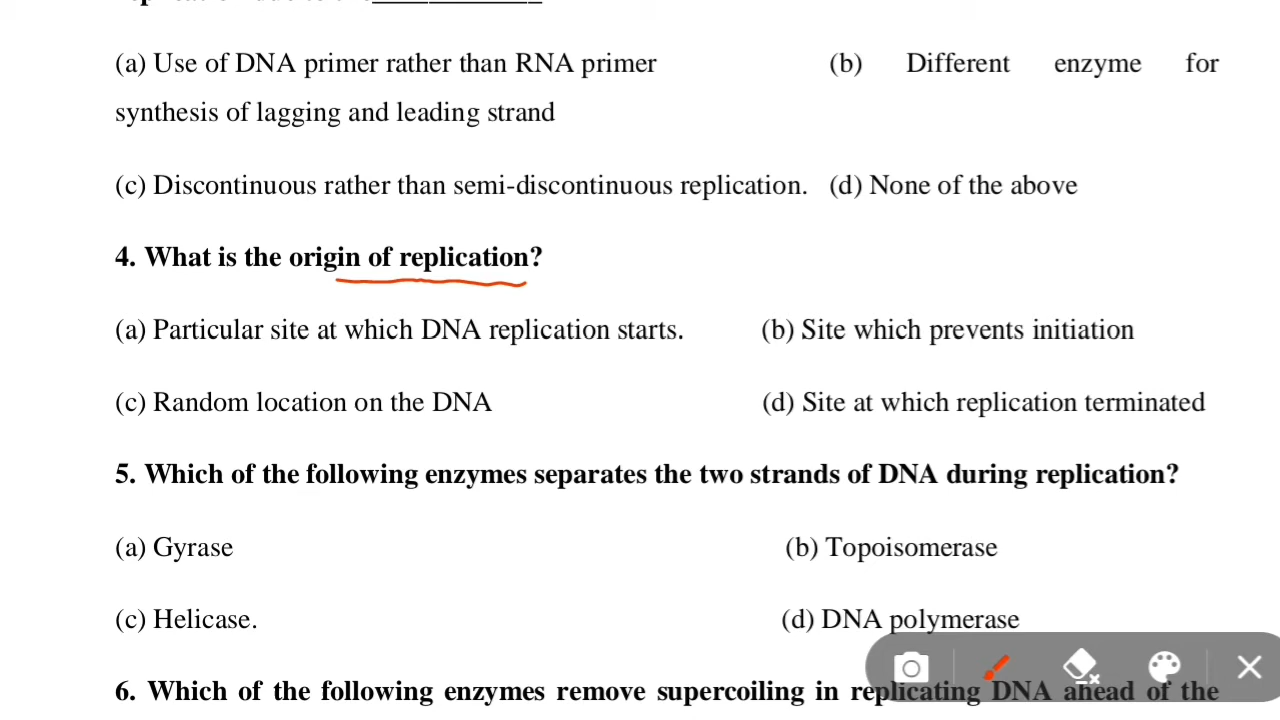 (a) Use of DNA primer rather than RNA primer (b) Different enzyme for
synthesis of lagging and leading strand
(c) Discontinuous rather than semi-discontinuous replication. (d) None of the above
4. What is the origin of replication?
(a) Particular site at which DNA replication starts. (b) Site which prevents initiation
(c) Random location on the DNA (d) Site at which replication terminated
5. Which of the following enzymes separates the two strands of DNA during replication?
(a) Gyrase (b) Topoisomerase
(c) Helicase. (d) DNA polymerase
6. Which of the following enzymes remove supercoiling in replicating DNA ahead of the